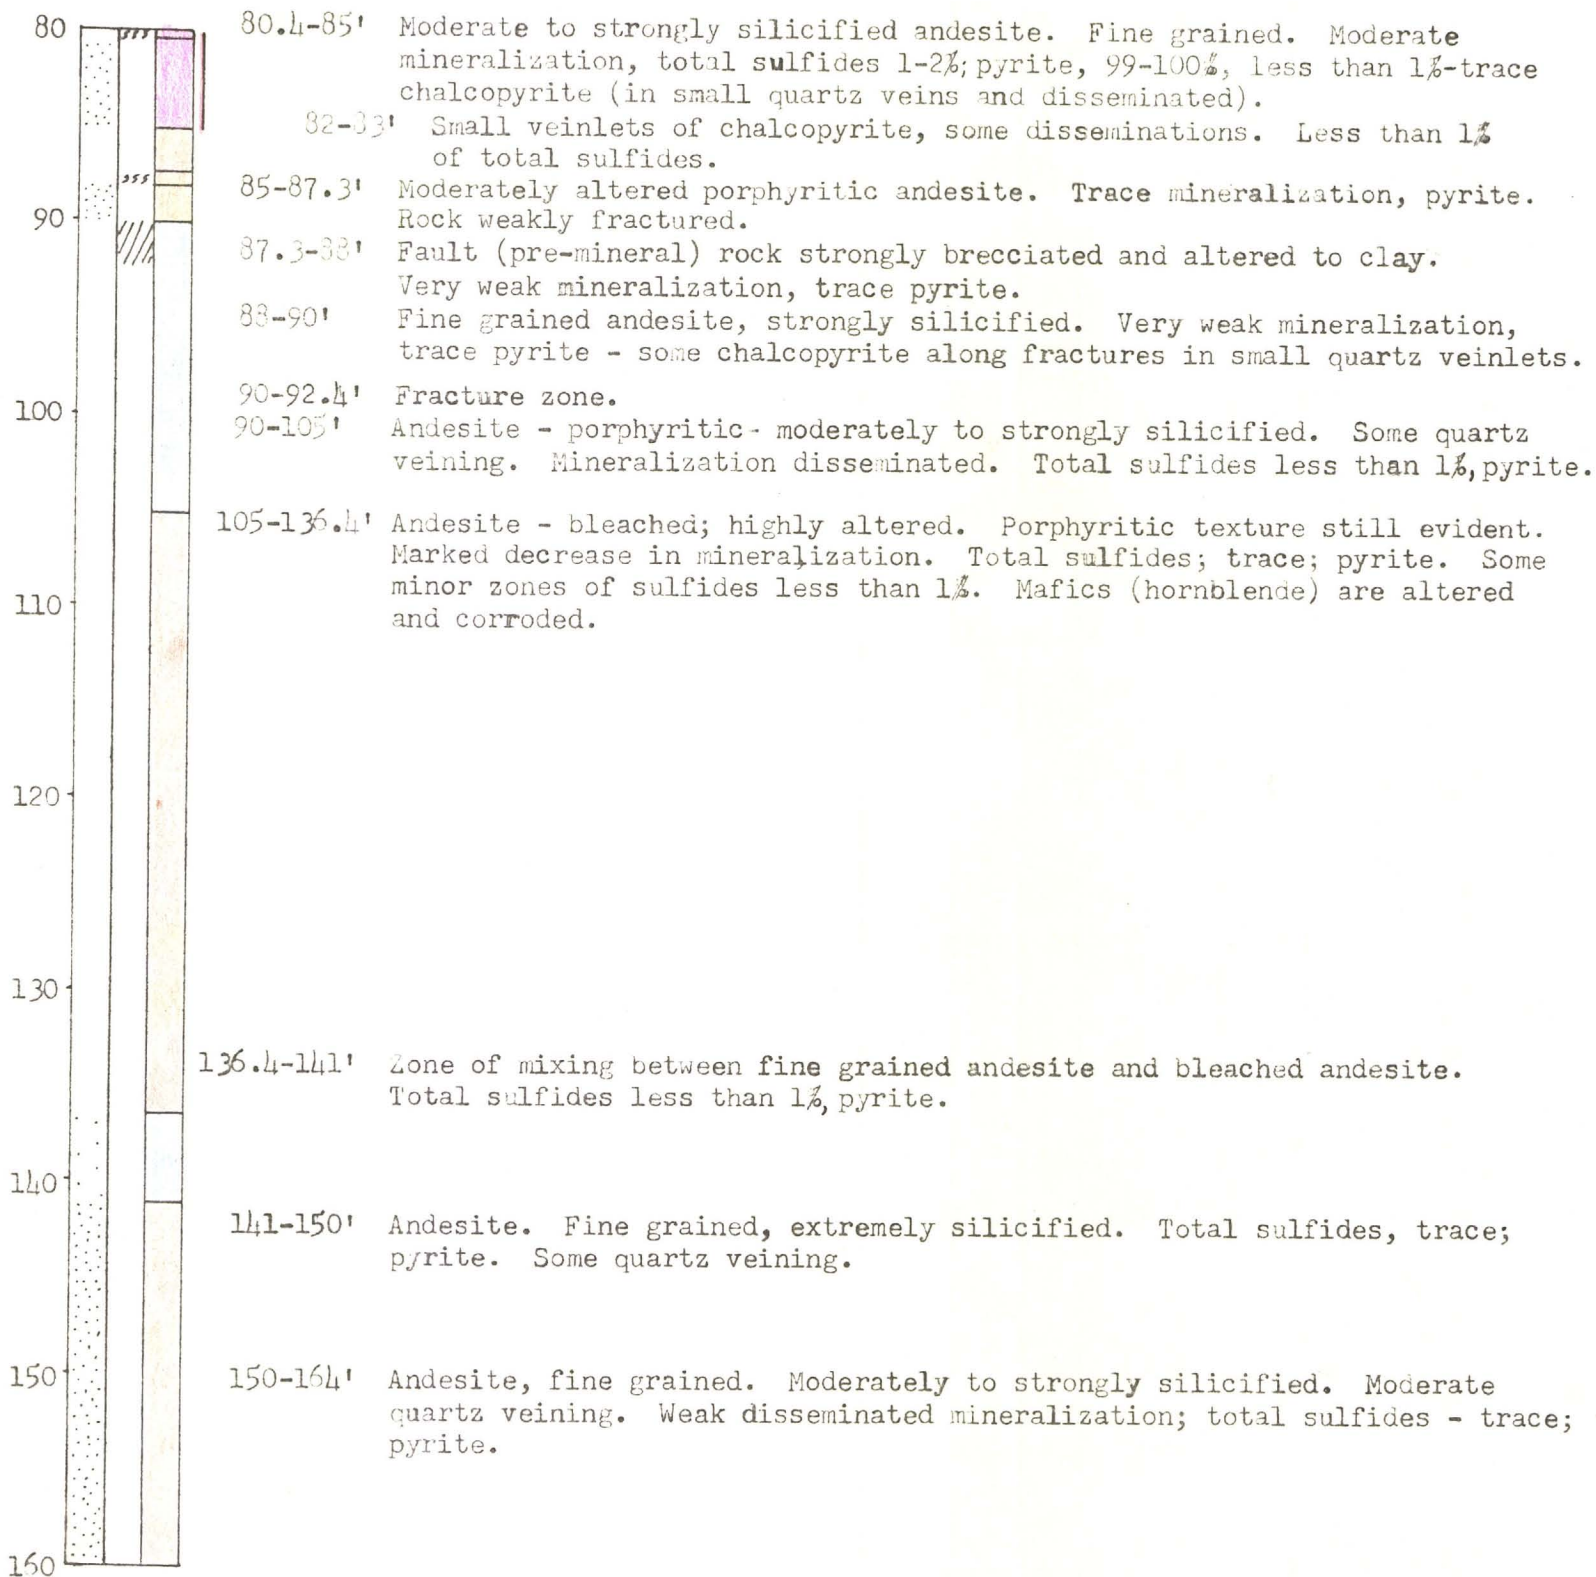 80
80.4-85' Moderate to strongly silicified andesite. Fine grained. Moderate
mineralization, total sulfides 1-2%; pyrite, 99-100%, less than 1%-trace
chalcopyrite (in small quartz veins and disseminated).
82-83' Small veinlets of chalcopyrite, some disseminations. Less than 1%
of total sulfides.
85-87.3' Moderately altered porphyritic andesite. Trace mineralization, pyrite.
Rock weakly fractured.
90
87.3-88' Fault (pre-mineral) rock strongly brecciated and altered to clay.
Very weak mineralization, trace pyrite.
88-90' Fine grained andesite, strongly silicified. Very weak mineralization,
trace pyrite - some chalcopyrite along fractures in small quartz veinlets.
90-92.4' Fracture zone.
100
90-105' Andesite - porphyritic - moderately to strongly silicified. Some quartz
veining. Mineralization disseminated. Total sulfides less than 1%, pyrite.
105-136.4' Andesite - bleached; highly altered. Porphyritic texture still evident.
Marked decrease in mineralization. Total sulfides; trace; pyrite. Some
minor zones of sulfides less than 1%. Mafics (hornblende) are altered
and corroded.
110
120
130
136.4-141' Zone of mixing between fine grained andesite and bleached andesite.
Total sulfides less than 1%, pyrite.
140
141-150' Andesite. Fine grained, extremely silicified. Total sulfides, trace;
pyrite. Some quartz veining.
150
150-164' Andesite, fine grained. Moderately to strongly silicified. Moderate
quartz veining. Weak disseminated mineralization; total sulfides - trace;
pyrite.
160